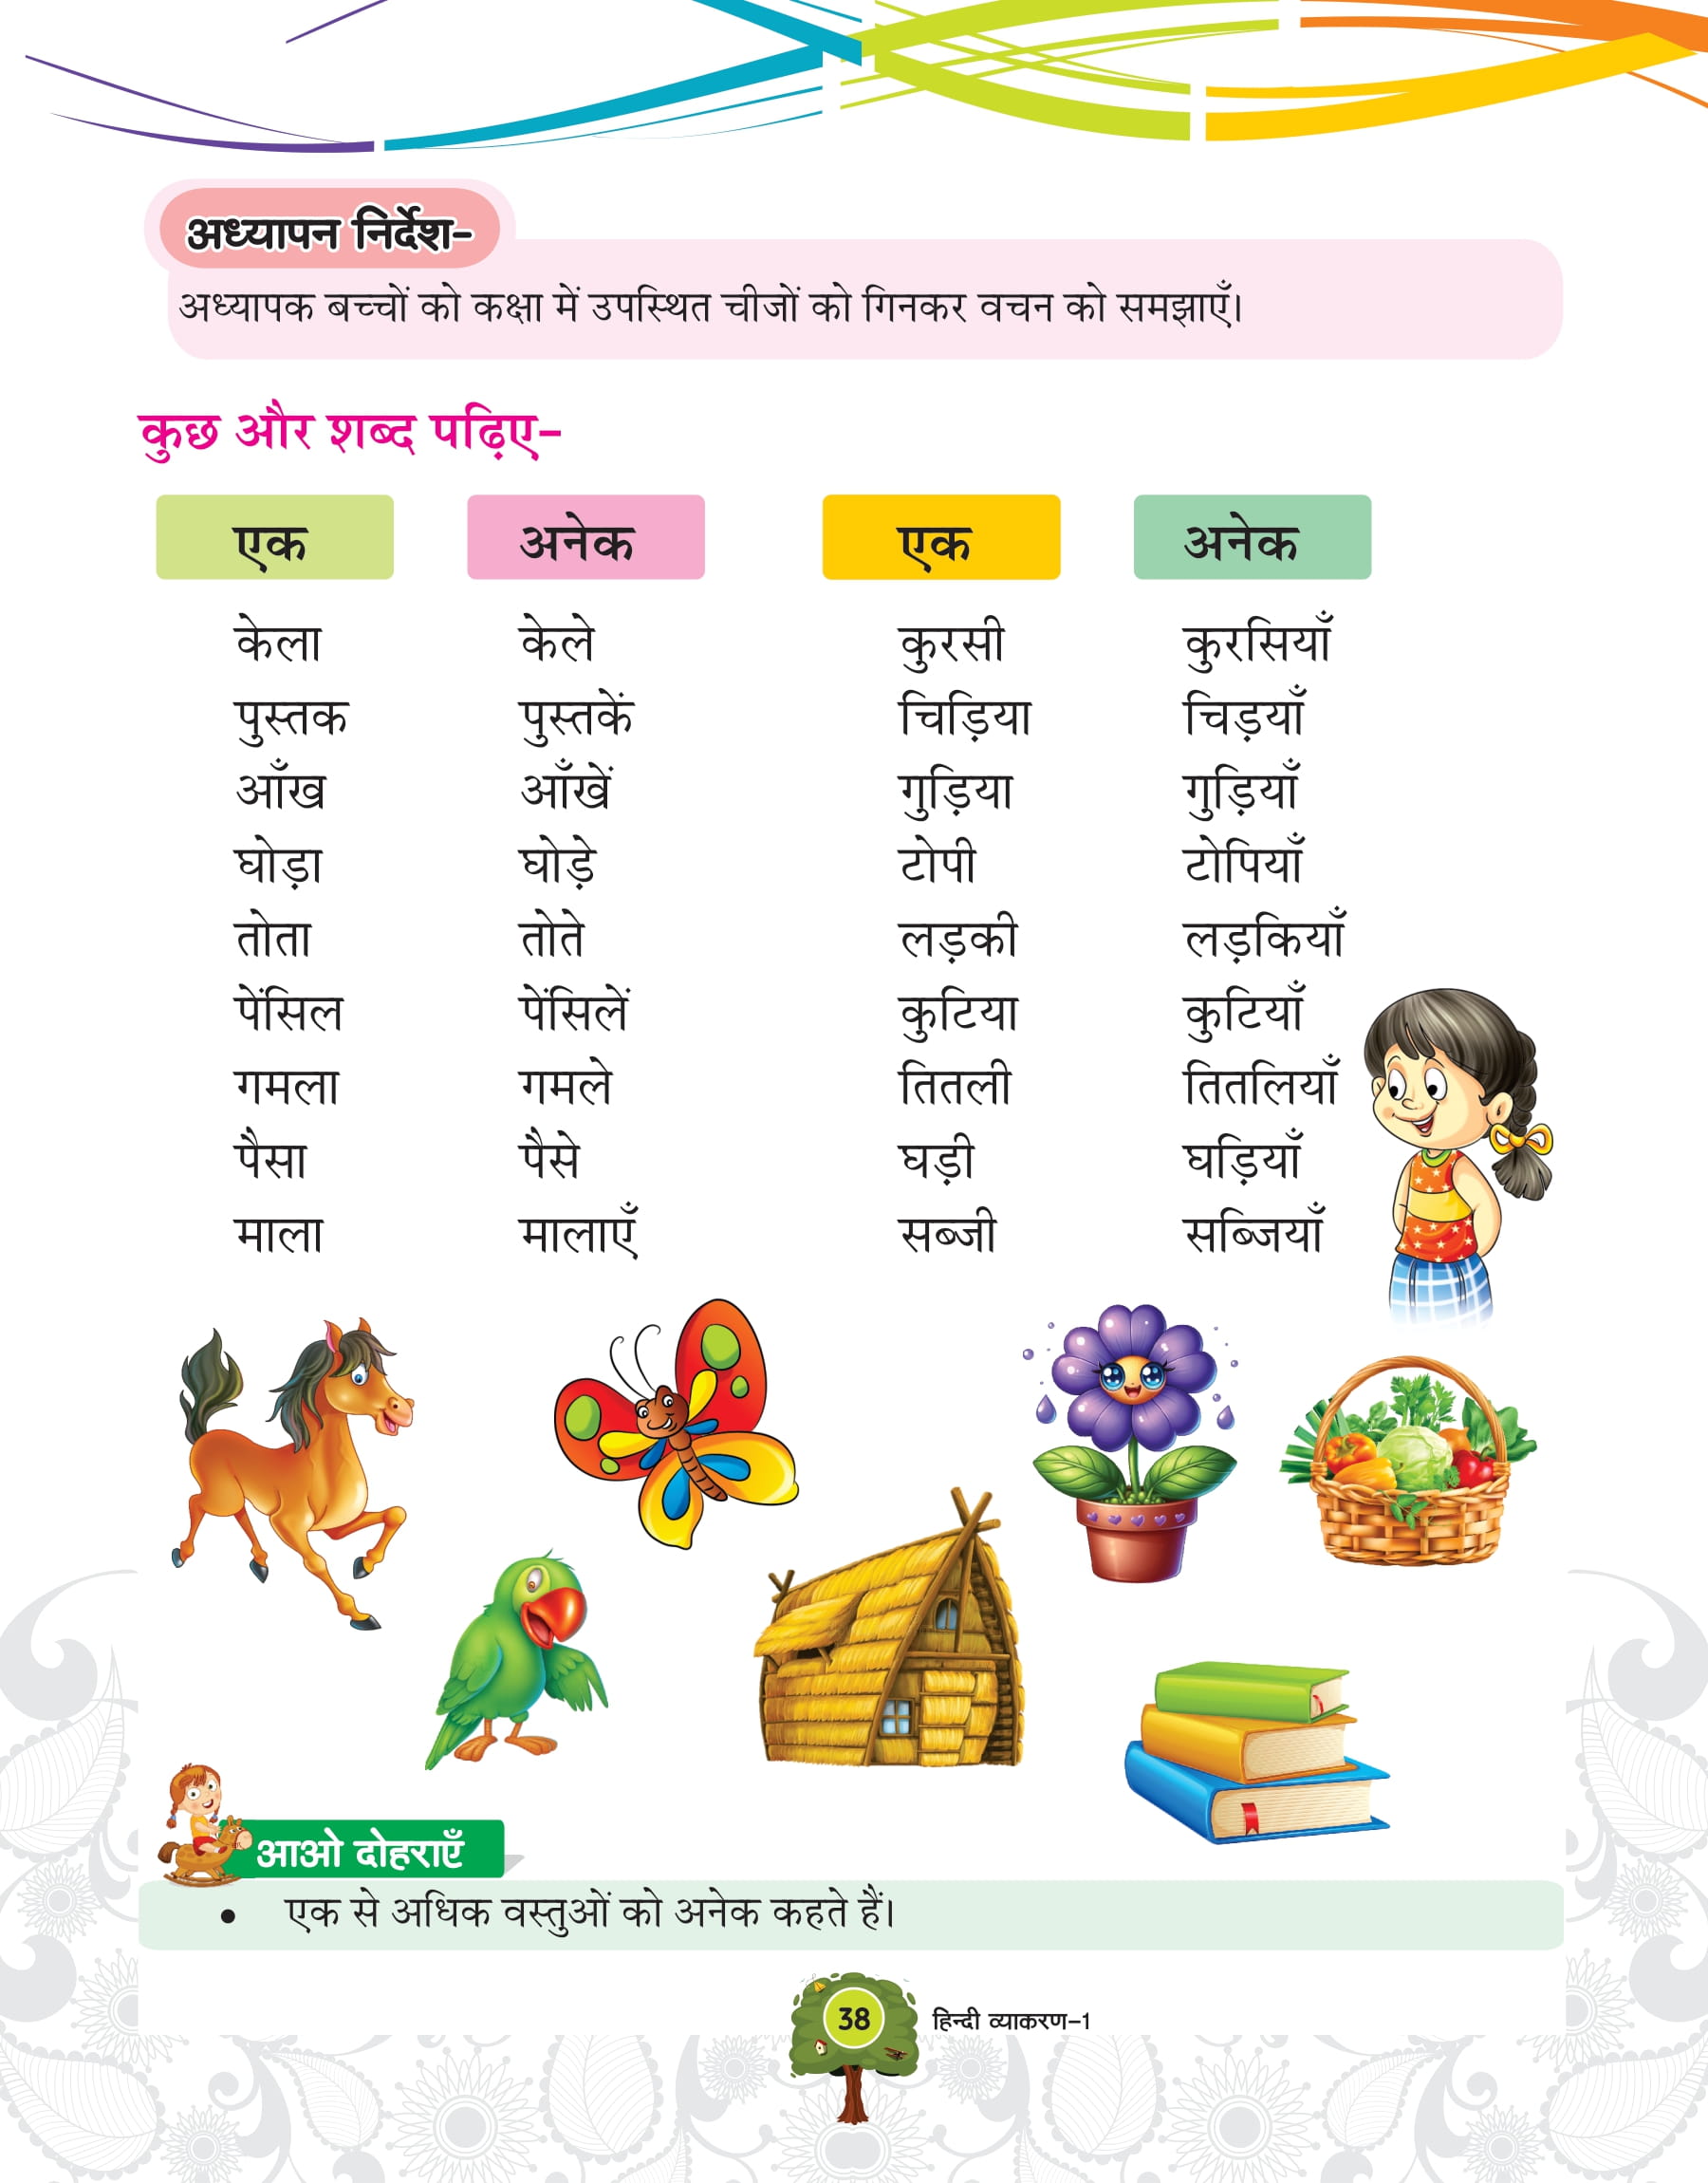 अध्यापन निर्देश-
अध्यापक बच्चों को कक्षा में उपस्थित चीजों को गिनकर वचन को समझाएँ।
कुछ और शब्द पढ़िए-
एक अनेक एक अनेक
केला केले कुरसी कुरसियाँ
पुस्तक पुस्तकें चिड़िया चिड़याँ
आँख आँखें गुड़िया गुड़ियाँ
घोड़ा घोड़े टोपी टोपियाँ
तोता तोते लड़की लड़कियाँ
पेंसिल पेंसिलें कुटिया कुटियाँ
गमला गमले तितली तितलियाँ
पैसा पैसे घड़ी घड़ियाँ
माला मालाएँ सब्जी सब्जियाँ
आओ दोहराएँ
• एक से अधिक वस्तुओं को अनेक कहते हैं।
38 हिन्दी व्याकरण-1